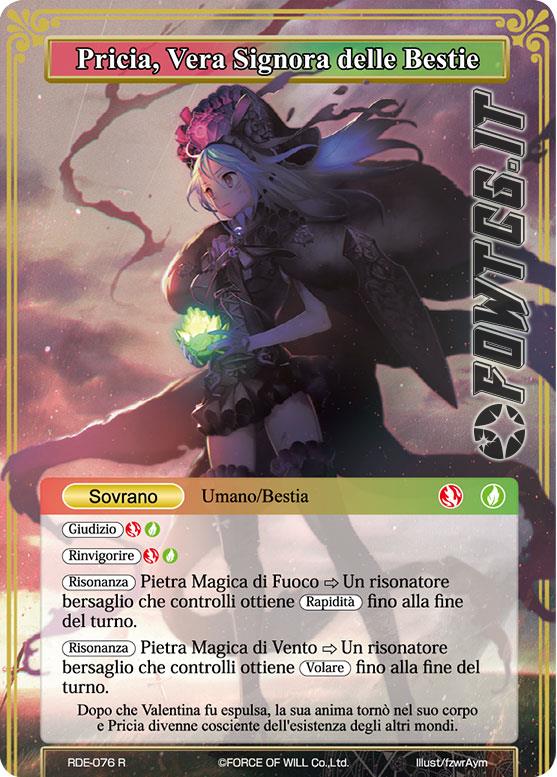 Pricia, Vera Signora delle Bestie
FOWTCG.IT
Sovrano Umano/Bestia
Giudizio
Rinvigorire
Risonanza Pietra Magica di Fuoco ⇨ Un risonatore
bersaglio che controlli ottiene Rapidità fino alla fine
del turno.
Risonanza Pietra Magica di Vento ⇨ Un risonatore
bersaglio che controlli ottiene Volare fino alla fine del
turno.
Dopo che Valentina fu espulsa, la sua anima tornò nel suo corpo
e Pricia divenne cosciente dell'esistenza degli altri mondi.
RDE-076 R ©FORCE OF WILL Co.,Ltd. Illust/fzwrAym